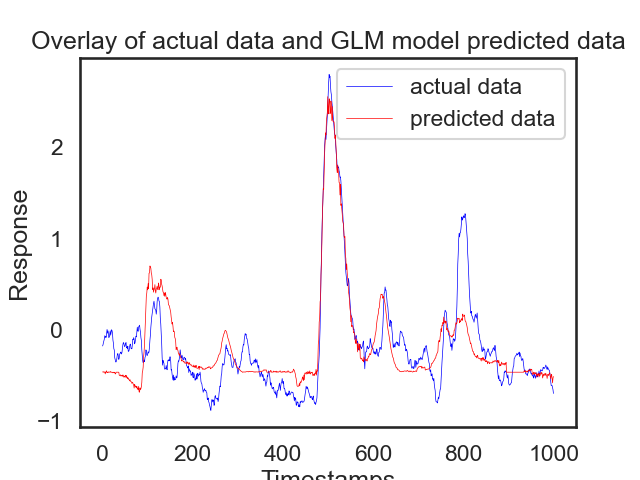 Overlay of actual data and GLM model predicted data
actual data
predicted data
Response
2
1
0
−1
0
200
400
600
800
1000
Timestamps